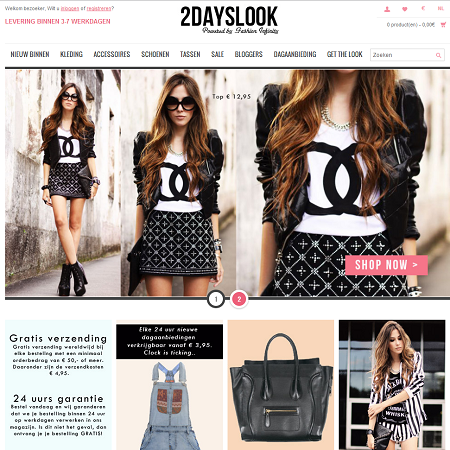 Welkom bezoeker, Wilt u inloggen of registreren?
LEVERING BINNEN 3-7 WERKDAGEN
2DAYSLOOK
Powered by Fashion Infinity
€ NL
0 product(en) - 0,00€
NIEUW BINNEN KLEDING ACCESSOIRES SCHOENEN TASSEN SALE BLOGGERS DAGAANBIEDING GET THE LOOK
Zoeken
Top € 12,95
SHOP NOW >
1 2
Gratis verzending
Gratis verzending wereldwijd bij
elke bestelling met een minimaal
orderbedrag van € 50,- of meer.
Daaronder zijn de verzendkosten
€ 4,95.
24 uurs garantie
Bestel vandaag en wij garanderen
dat we je bestelling binnen 24 uur
op werkdagen verwerken in ons
magazijn. Is dit niet het geval, dan
ontvang je je bestelling GRATIS!
Elke 24 uur nieuwe
dagaanbiedingen
verkrijgbaar vanaf € 3,95.
Clock is ticking..
WHISKEY